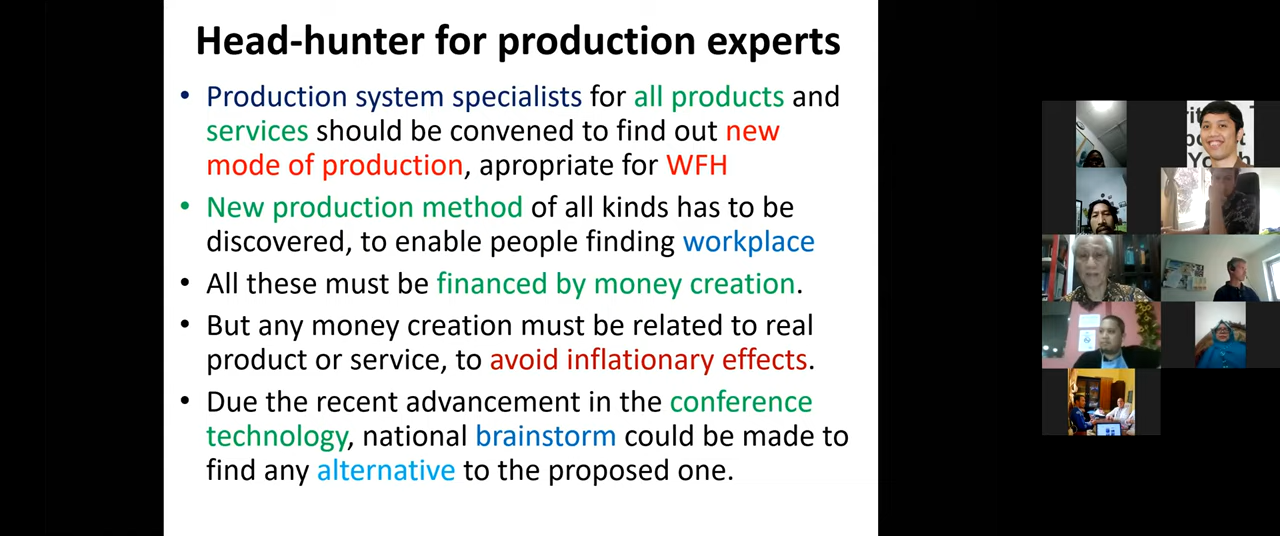 Head-hunter for production experts
• Production system specialists for all products and
services should be convened to find out new
mode of production, apropriate for WFH
• New production method of all kinds has to be
discovered, to enable people finding workplace
• All these must be financed by money creation.
• But any money creation must be related to real
product or service, to avoid inflationary effects.
• Due the recent advancement in the conference
technology, national brainstorm could be made to
find any alternative to the proposed one.